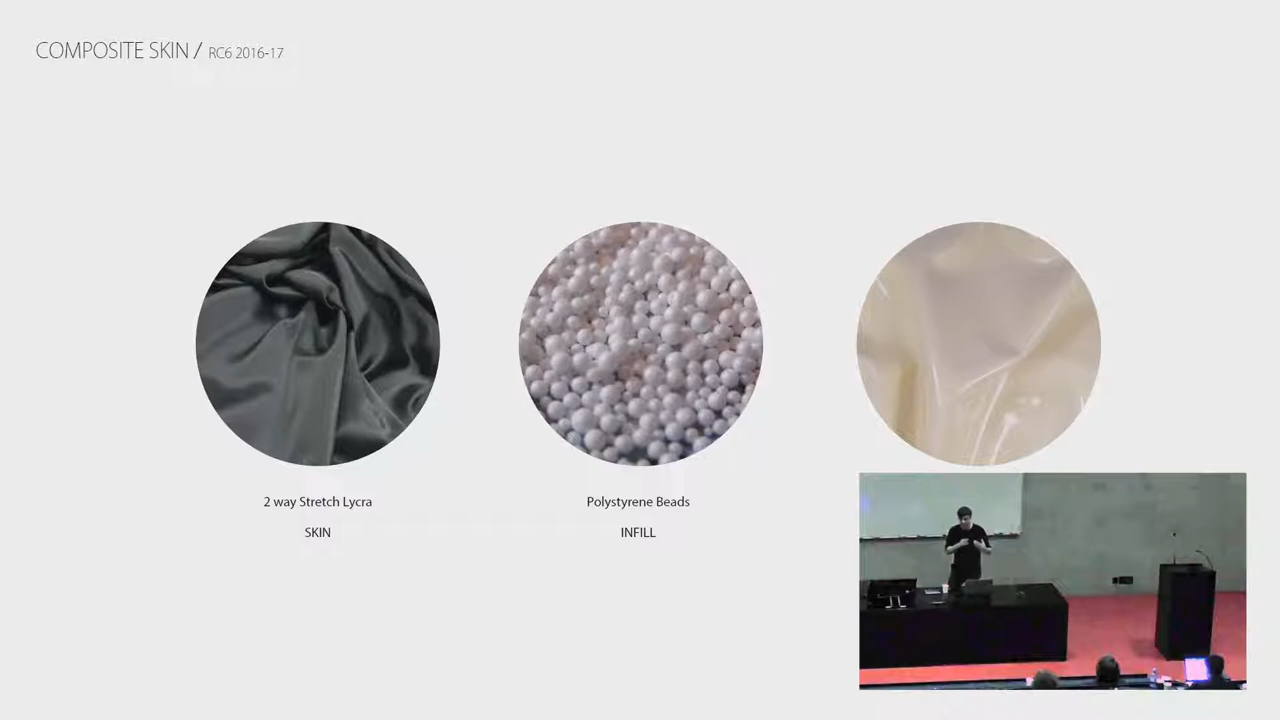 COMPOSITE SKIN / RC6 2016-17
2 way Stretch Lycra
SKIN
Polystyrene Beads
INFILL